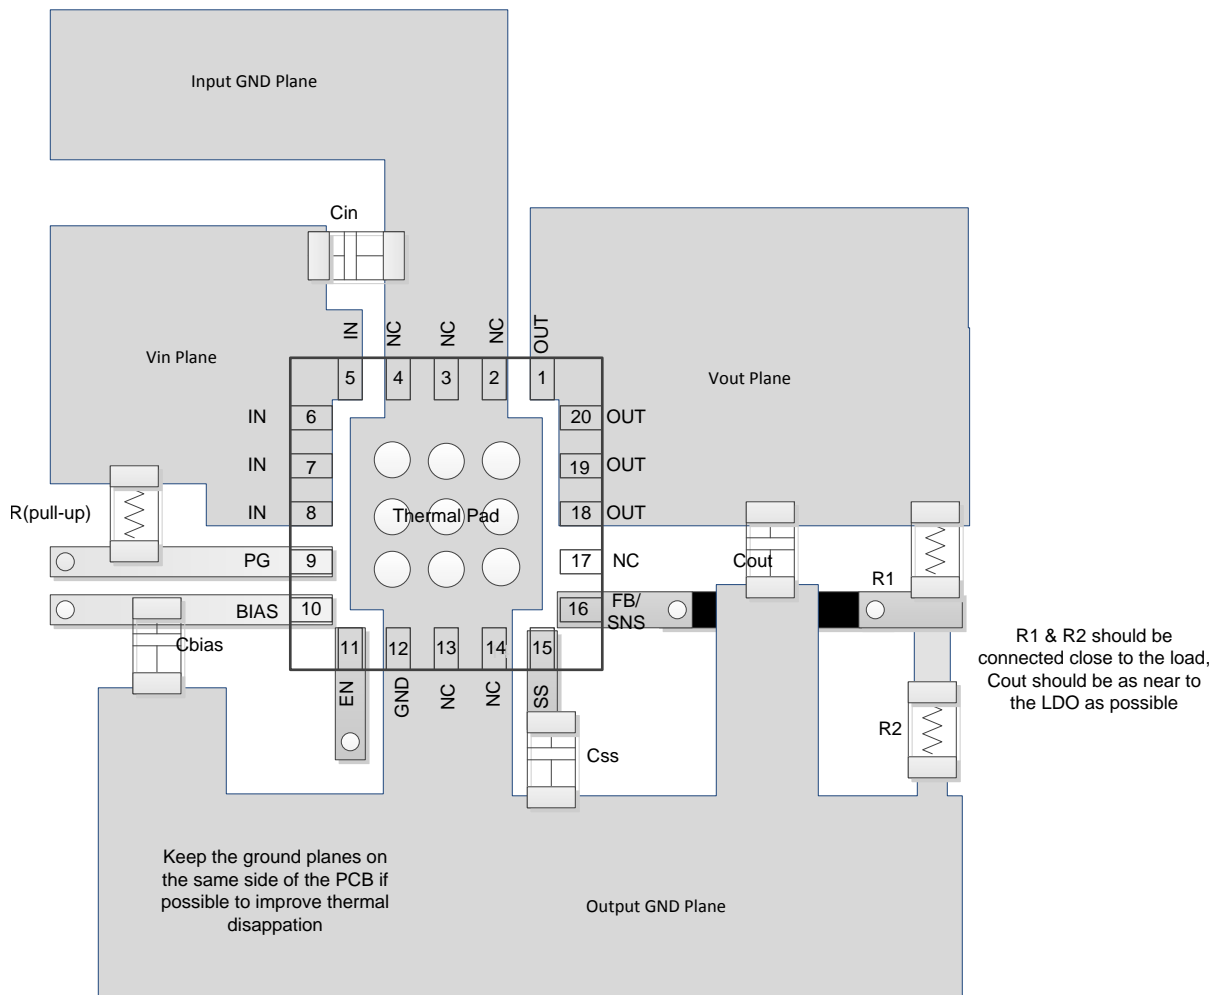 Input GND Plane
Cin
IN
NC
NC
NC
OUT
Vin Plane
Vout Plane
5
4
3
2
1
IN
6
20
OUT
IN
7
19
OUT
IN
8
18
OUT
R(pull-up)
Thermal Pad
PG
9
17
NC
Cout
R1
BIAS
10
16
FB/
SNS
Cbias
11
12
13
14
15
EN
GND
NC
NC
SS
R1 & R2 should be
connected close to the load,
Cout should be as near to
the LDO as possible
R2
Css
Keep the ground planes on
the same side of the PCB if
possible to improve thermal
disappation
Output GND Plane